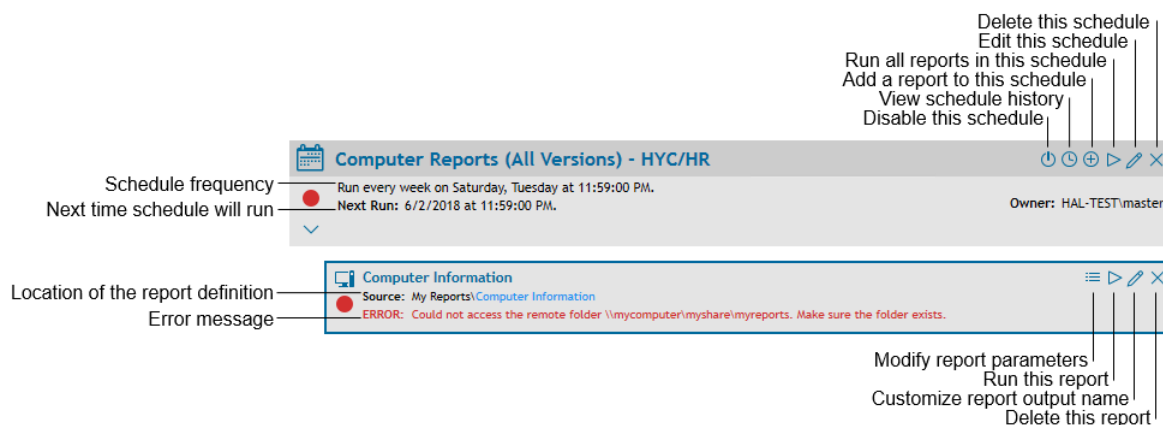 Delete this schedule
Edit this schedule
Run all reports in this schedule
Add a report to this schedule
View schedule history
Disable this schedule
Computer Reports (All Versions) - HYC/HR
Schedule frequency
Run every week on Saturday, Tuesday at 11:59:00 PM.
Next time schedule will run
Next Run: 6/2/2018 at 11:59:00 PM.
Owner: HAL-TEST\master
Computer Information
Location of the report definition
Source: My Reports\Computer Information
Error message
ERROR: Could not access the remote folder \\mycomputer\myshare\myreports. Make sure the folder exists.
Modify report parameters
Run this report
Customize report output name
Delete this report